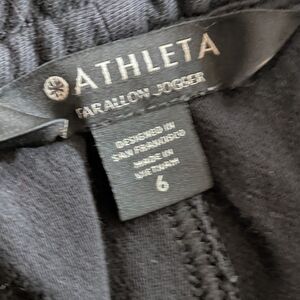 ATHLETA
FARALLON JOGGER
DESIGNED IN
SAN FRANCISCO
MADE IN
VIETNAM
6